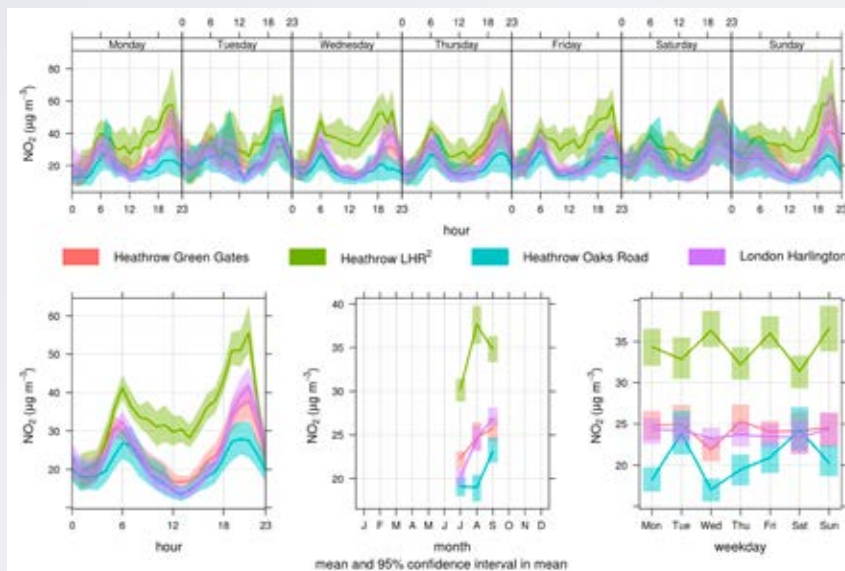 0 6 12 18 23 0 6 12 18 23 0 6 12 18 23
Monday Tuesday Wednesday Thursday Friday Saturday Sunday
80
60
40
20
NO2 (µg m−3)
0 6 12 18 23 0 6 12 18 23 0 6 12 18 23 0 6 12 18 23
hour
Heathrow Green Gates Heathrow LHR2 Heathrow Oaks Road London Harlington
60
50
40
30
20
NO2 (µg m−3)
0 6 12 18 23
hour
40
35
30
25
20
NO2 (µg m−3)
J F M A M J J A S O N D
month
35
30
25
20
15
NO2 (µg m−3)
Mon Tue Wed Thu Fri Sat Sun
weekday
mean and 95% confidence interval in mean